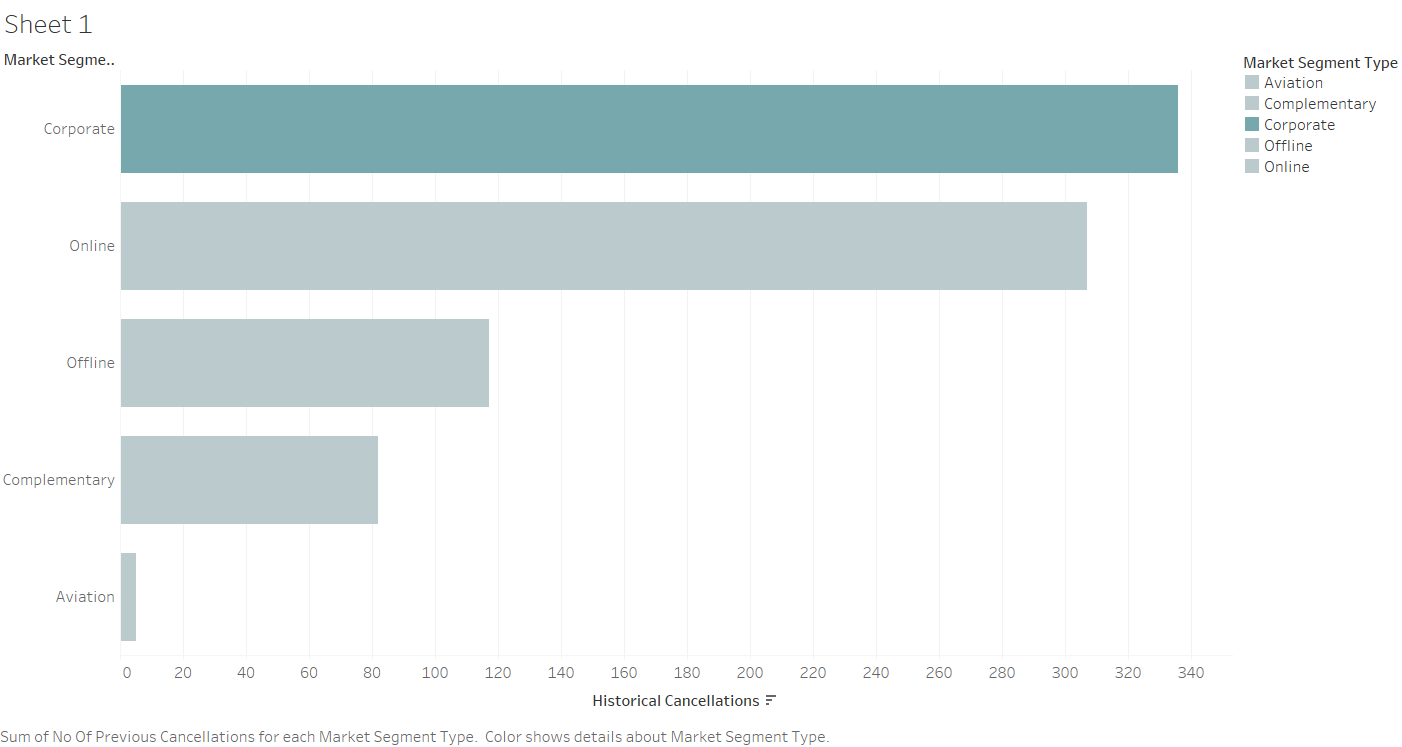 Sheet 1
Market Segme..
Corporate
Online
Offline
Complementary
Aviation
0 20 40 60 80 100 120 140 160 180 200 220 240 260 280 300 320 340
Historical Cancellations
Market Segment Type
Aviation
Complementary
Corporate
Offline
Online
Sum of No Of Previous Cancellations for each Market Segment Type. Color shows details about Market Segment Type.